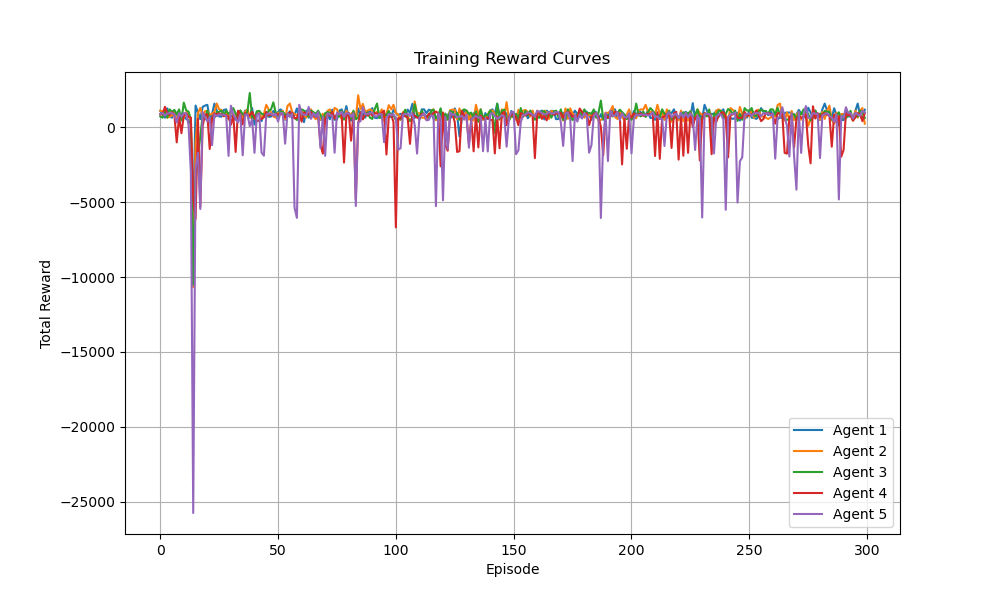 Training Reward Curves
0
−5000
−10000
−15000
−20000
−25000
Total Reward
0 50 100 150 200 250 300
Episode
Agent 1
Agent 2
Agent 3
Agent 4
Agent 5